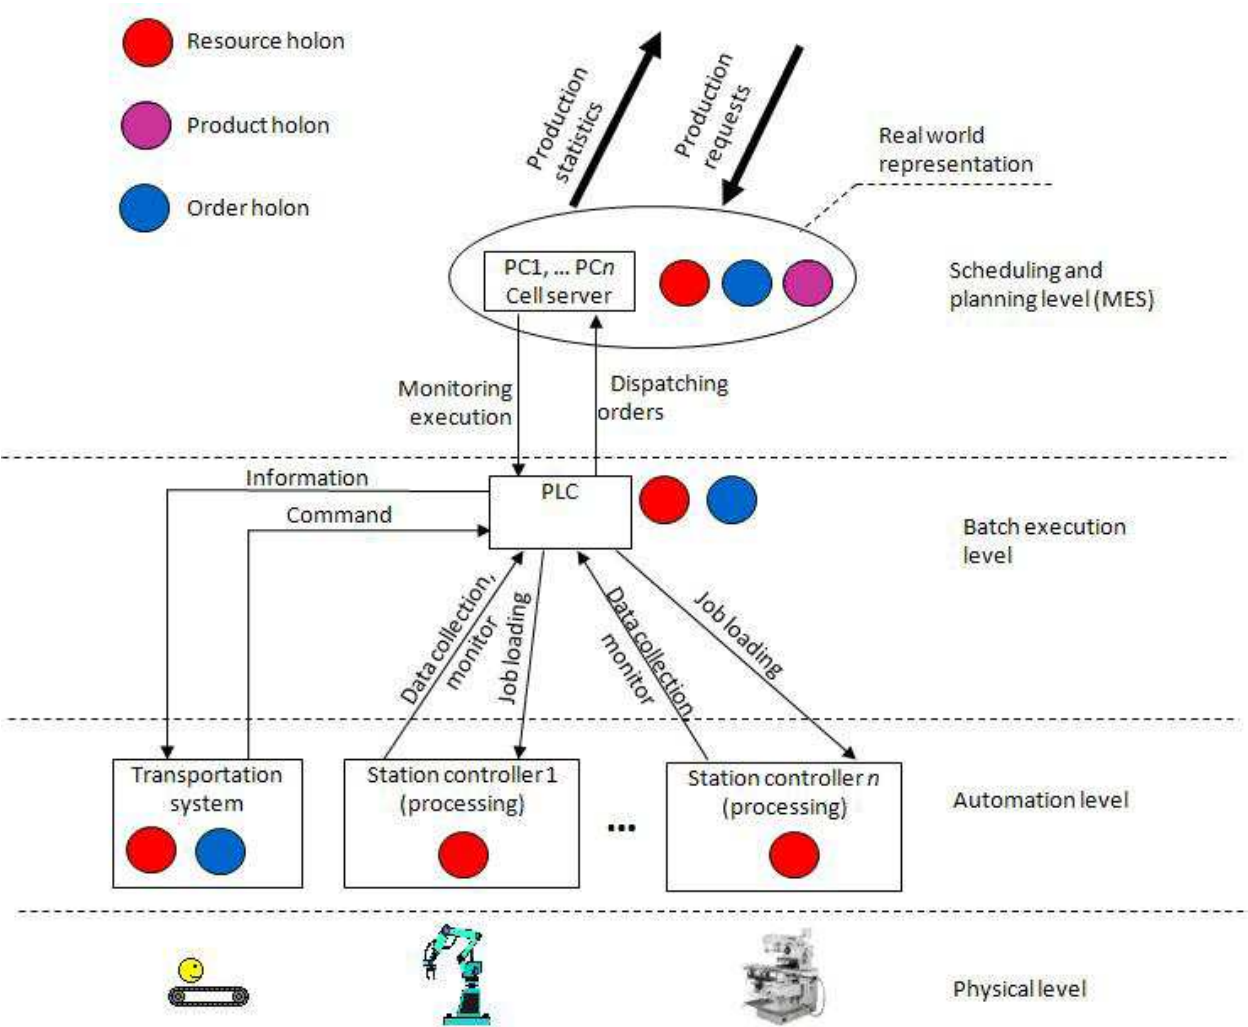 Resource holon
Product holon
Order holon
Production
statistics
Production
requests
Real world
representation
PC1, ... PCn
Cell server
Scheduling and
planning level (MES)
Monitoring
execution
Dispatching
orders
Information
Command
PLC
Batch execution
level
Data collection,
monitor
Job loading
Data collection,
monitor
Job loading
Transportation
system
Station controller 1
(processing)
...
Station controller n
(processing)
Automation level
Physical level